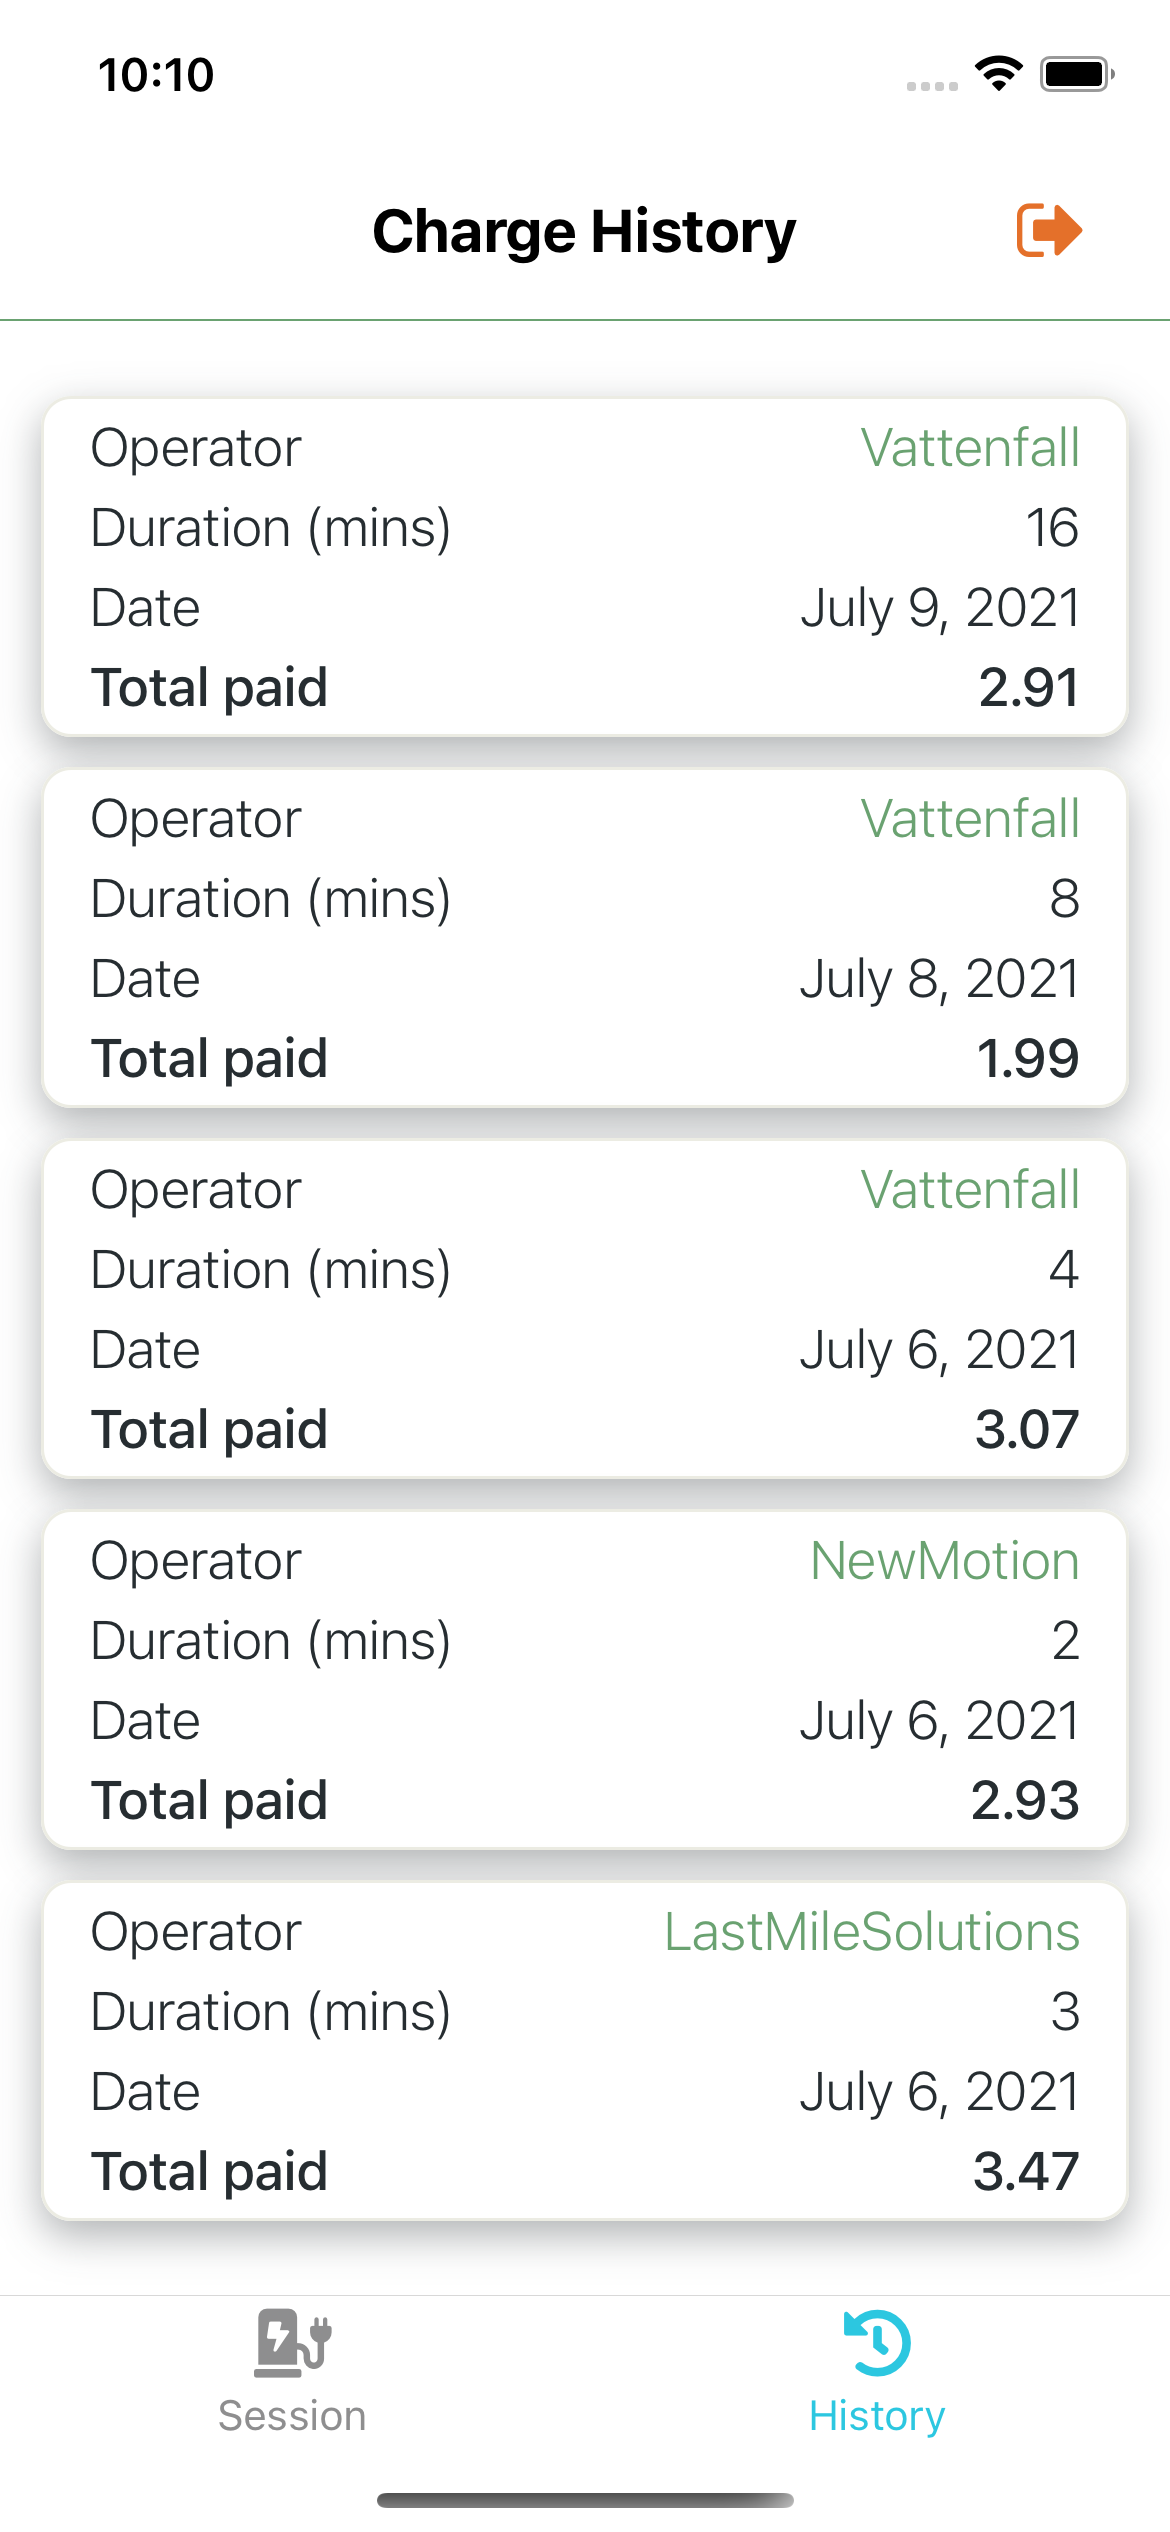 10:10
Charge History
Operator Vattenfall
Duration (mins) 16
Date July 9, 2021
Total paid 2.91
Operator Vattenfall
Duration (mins) 8
Date July 8, 2021
Total paid 1.99
Operator Vattenfall
Duration (mins) 4
Date July 6, 2021
Total paid 3.07
Operator NewMotion
Duration (mins) 2
Date July 6, 2021
Total paid 2.93
Operator LastMileSolutions
Duration (mins) 3
Date July 6, 2021
Total paid 3.47
Session History